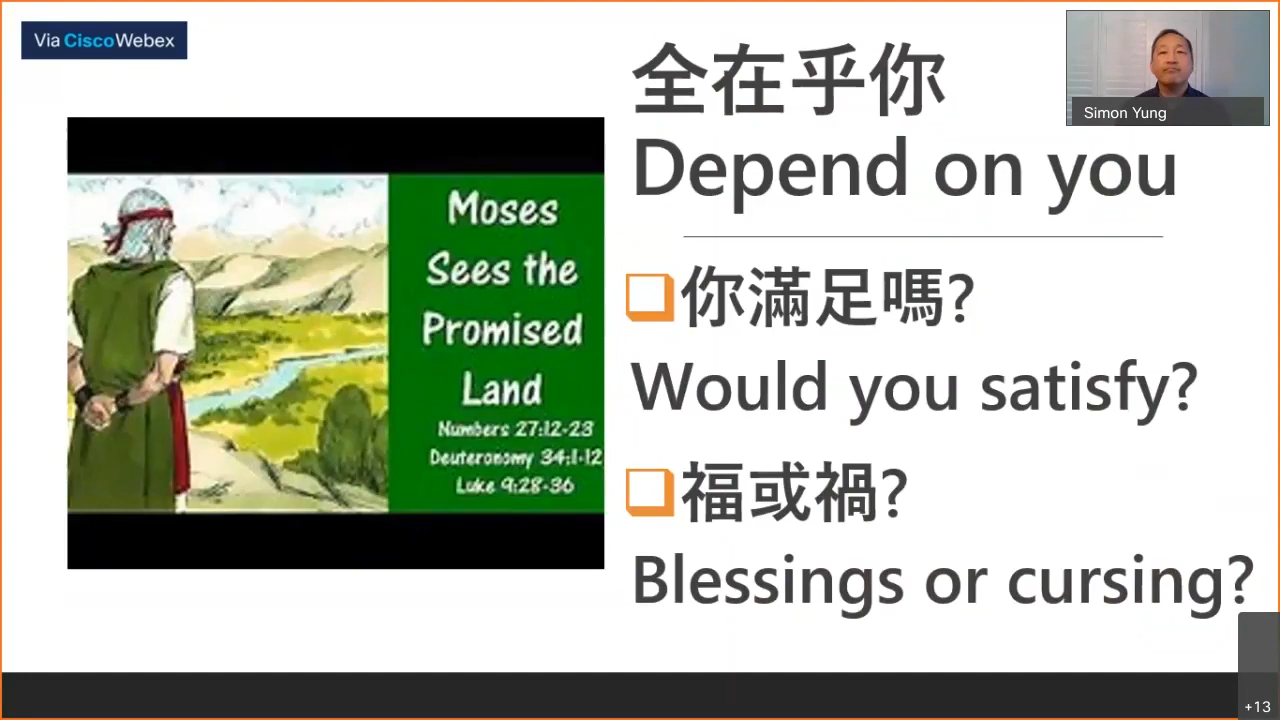 Via CiscoWebex
全在乎你
Depend on you
Simon Yung
Moses
Sees the
Promised
Land
Numbers 27:12-23
Deuteronomy 34:1-12
Luke 9:28-36
你滿足嗎?
Would you satisfy?
福或禍?
Blessings or cursing?
+13